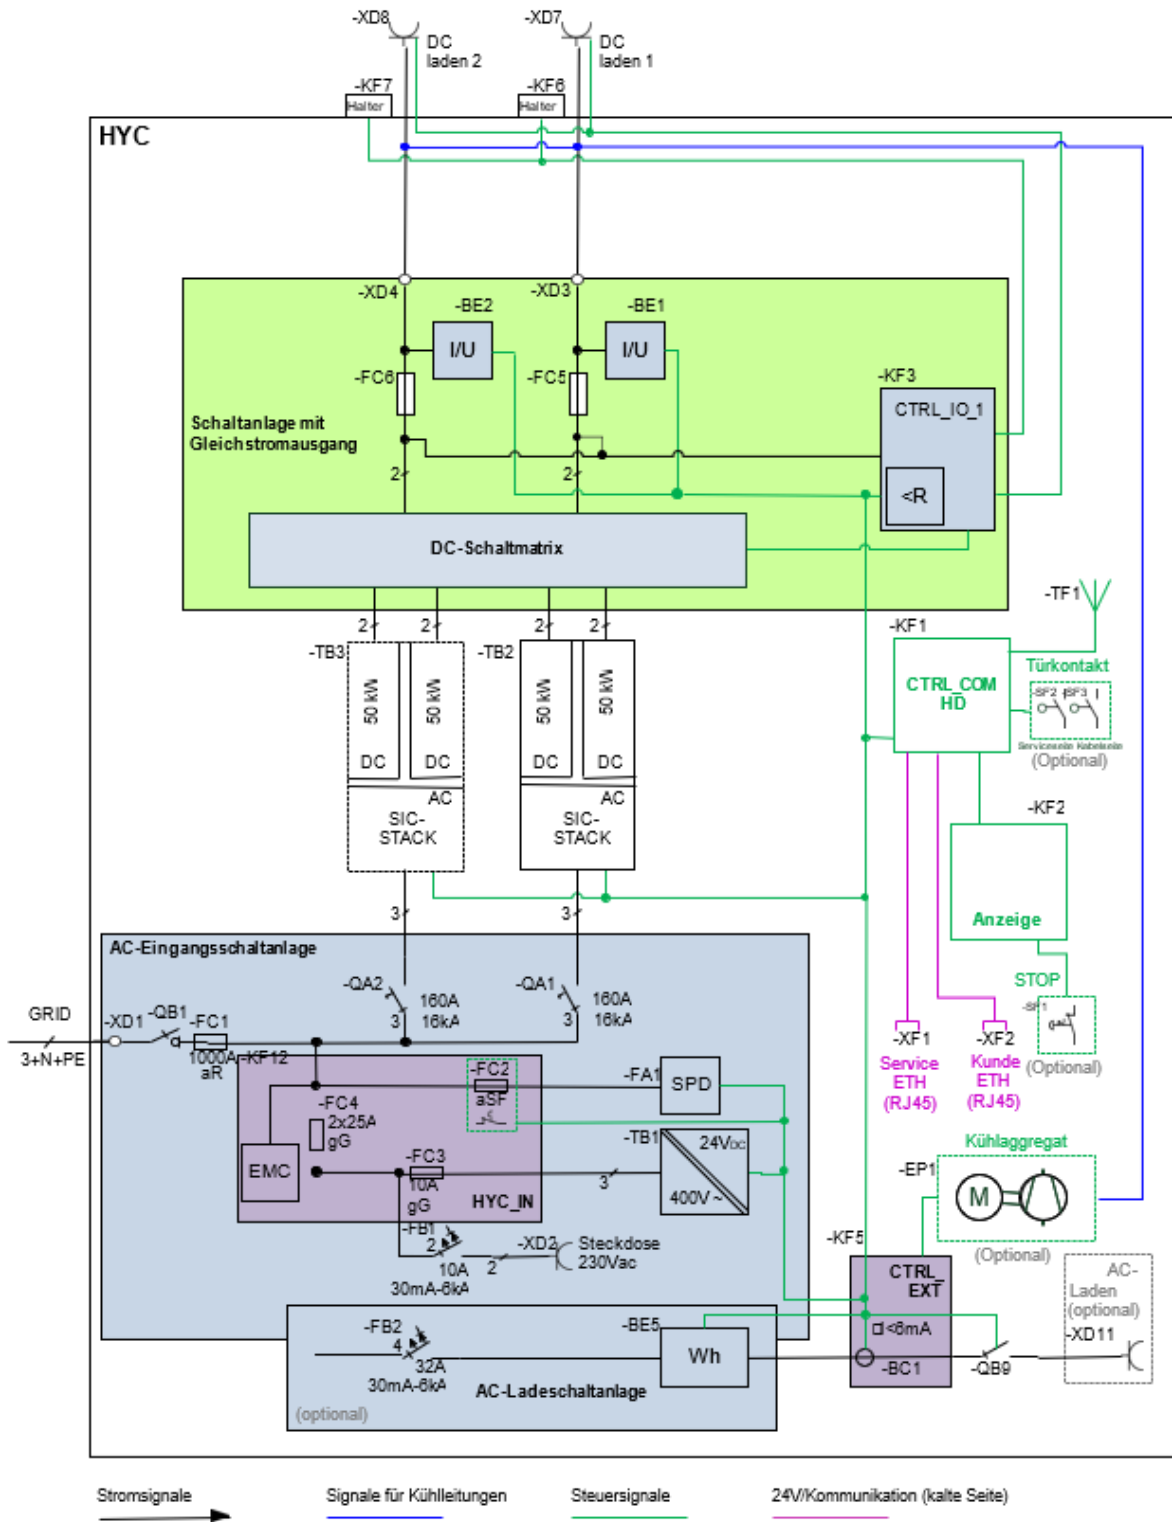 -XD8
DC
laden 2
-XD7
DC
laden 1
-KF7
Halter
-KF6
Halter
HYC
-XD4
-XD3
-BE2
I/U
-BE1
I/U
-FC6
-FC5
-KF3
CTRL_IO_1
<R
Schaltanlage mit
Gleichstromausgang
2
2
DC-Schaltmatrix
2
2
2
2
-TB3
50 kW
50 kW
DC
DC
AC
SIC-
STACK
-TB2
50 kW
50 kW
DC
DC
AC
SIC-
STACK
-TF1
-KF1
CTRL_COM
HD
Türkontakt
-SF2
SF3
Serviceseite Kabelseite
(Optional)
-KF2
Anzeige
3
3
AC-Eingangsschaltanlage
-QA2
160A
16kA
3
-QA1
160A
16kA
3
STOP
-SF1
(Optional)
GRID
3+N+PE
-XD1
-QB1
-FC1
1000A
aR
-KF12
-XF1
Service
ETH
(RJ45)
-XF2
Kunde
ETH
(RJ45)
-FC2
aSF
-FA1
SPD
-FC4
2x25A
gG
EMC
-FC3
10A
gG
HYC_IN
3
-TB1
24VDC
400V ~
Kühlaggregat
-EP1
M
(Optional)
-FB1
2
10A
30mA-6kA
2
-XD2
Steckdose
230Vac
-KF5
CTRL_
EXT
<6mA
-BC1
AC-
Laden
(optional)
-XD11
-QB9
-FB2
4
32A
30mA-6kA
-BE5
Wh
AC-Ladeschaltanlage
(optional)
Stromsignale
Signale für Kühlleitungen
Steuersignale
24V/Kommunikation (kalte Seite)